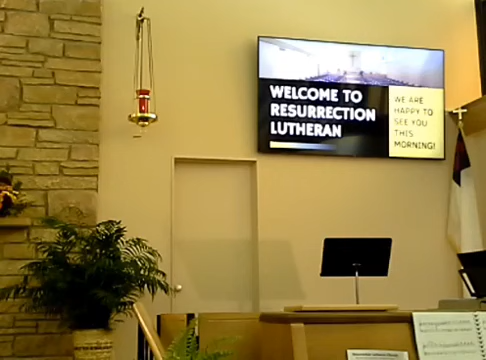 WELCOME TO
RESURRECTION
LUTHERAN
WE ARE
HAPPY TO
SEE YOU
THIS
MORNING!